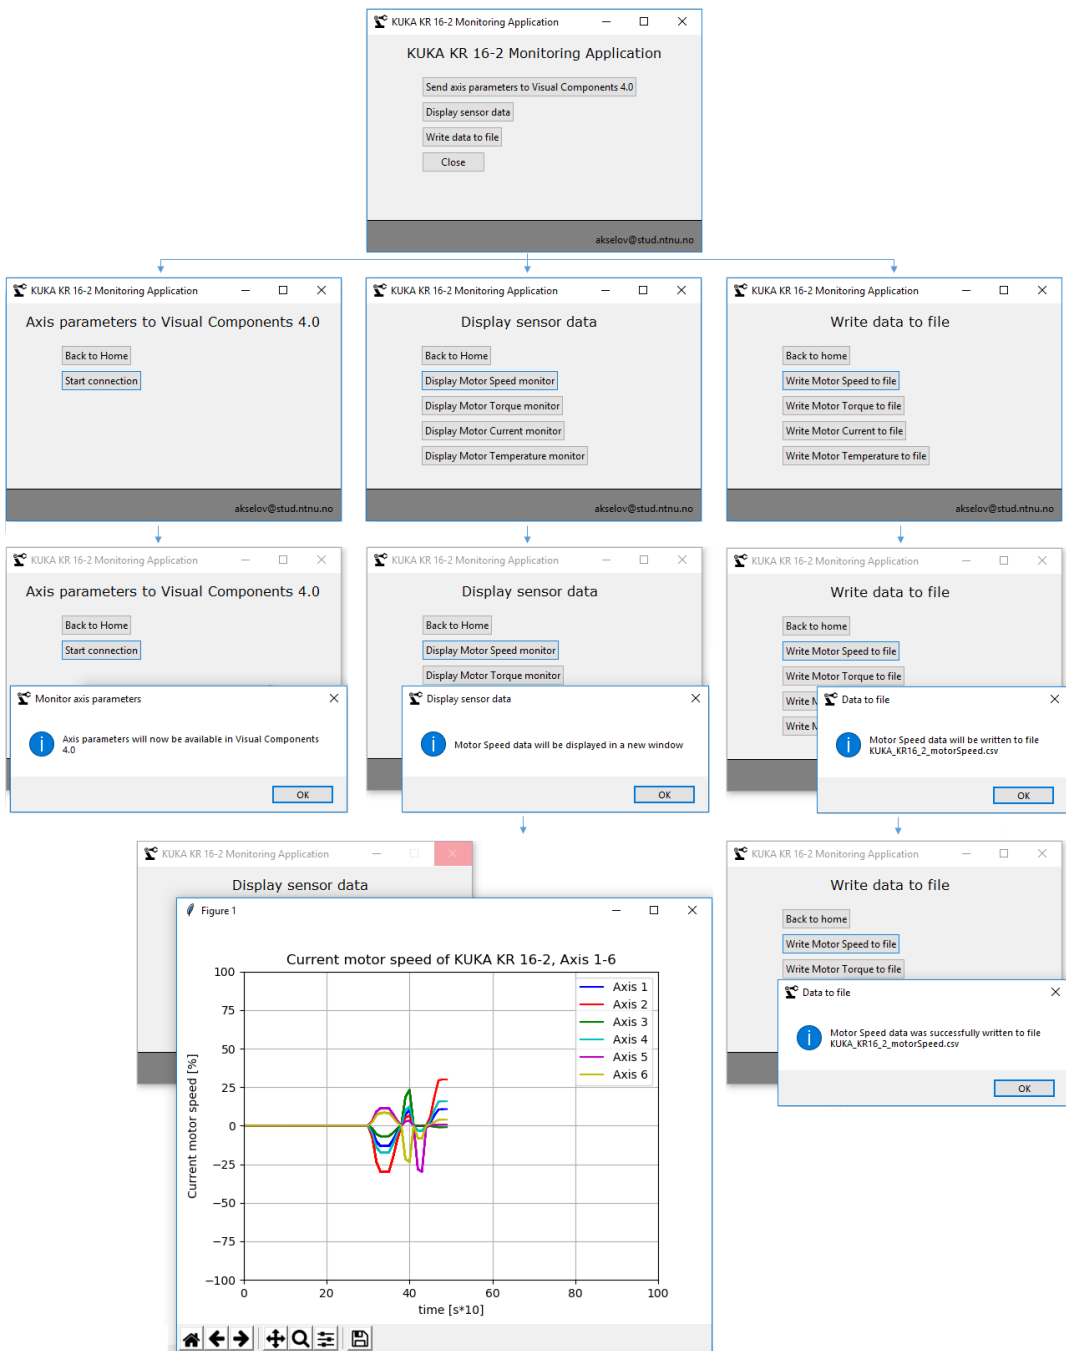 KUKA KR 16-2 Monitoring Application
KUKA KR 16-2 Monitoring Application
Send axis parameters to Visual Components 4.0
Display sensor data
Write data to file
Close
akselov@stud.ntnu.no
KUKA KR 16-2 Monitoring Application
Axis parameters to Visual Components 4.0
Back to Home
Start connection
akselov@stud.ntnu.no
KUKA KR 16-2 Monitoring Application
Display sensor data
Back to Home
Display Motor Speed monitor
Display Motor Torque monitor
Display Motor Current monitor
Display Motor Temperature monitor
akselov@stud.ntnu.no
KUKA KR 16-2 Monitoring Application
Write data to file
Back to home
Write Motor Speed to file
Write Motor Torque to file
Write Motor Current to file
Write Motor Temperature to file
akselov@stud.ntnu.no
KUKA KR 16-2 Monitoring Application
Axis parameters to Visual Components 4.0
Back to Home
Start connection
Monitor axis parameters
Axis parameters will now be available in Visual Components
4.0
OK
KUKA KR 16-2 Monitoring Application
Display sensor data
Back to Home
Display Motor Speed monitor
Display Motor Torque monitor
Display sensor data
Motor Speed data will be displayed in a new window
OK
KUKA KR 16-2 Monitoring Application
Write data to file
Back to home
Write Motor Speed to file
Write Motor Torque to file
Write M
Write M
Data to file
Motor Speed data will be written to file
KUKA_KR16_2_motorSpeed.csv
OK
KUKA KR 16-2 Monitoring Application
Display sensor data
Figure 1
Current motor speed of KUKA KR 16-2, Axis 1-6
Current motor speed [%]
100
75
50
25
0
−25
−50
−75
−100
0 20 40 60 80 100
time [s*10]
Axis 1
Axis 2
Axis 3
Axis 4
Axis 5
Axis 6
KUKA KR 16-2 Monitoring Application
Write data to file
Back to home
Write Motor Speed to file
Write Motor Torque to file
Data to file
Motor Speed data was successfully written to file
KUKA_KR16_2_motorSpeed.csv
OK